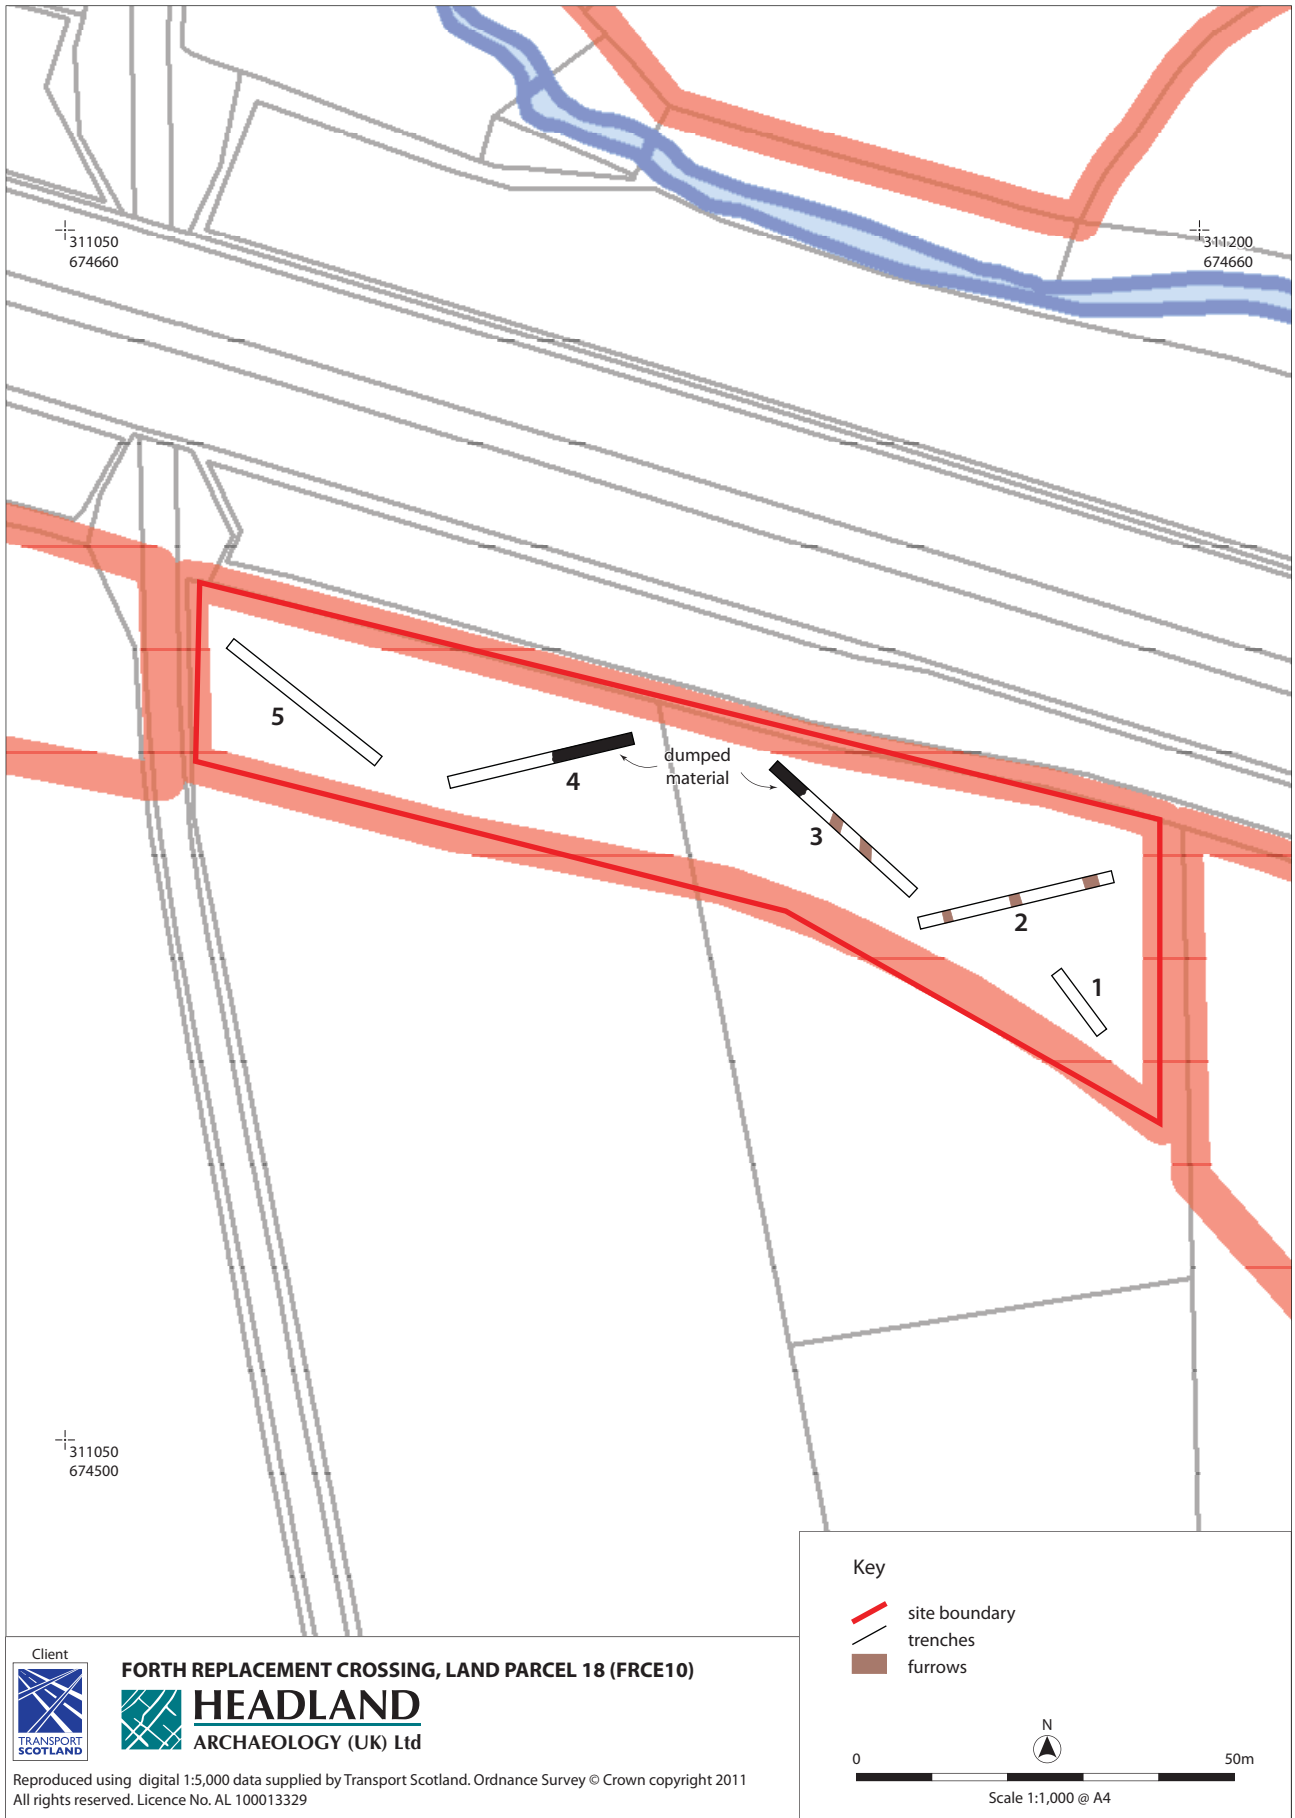 311050
674660
311200
674660
5
4
dumped
material
3
2
1
311050
674500
Key
site boundary
trenches
furrows
N
0 50m
Scale 1:1,000 @ A4
Client
TRANSPORT
SCOTLAND
FORTH REPLACEMENT CROSSING, LAND PARCEL 18 (FRCE10)
HEADLAND
ARCHAEOLOGY (UK) Ltd
Reproduced using digital 1:5,000 data supplied by Transport Scotland. Ordnance Survey © Crown copyright 2011
All rights reserved. Licence No. AL 100013329